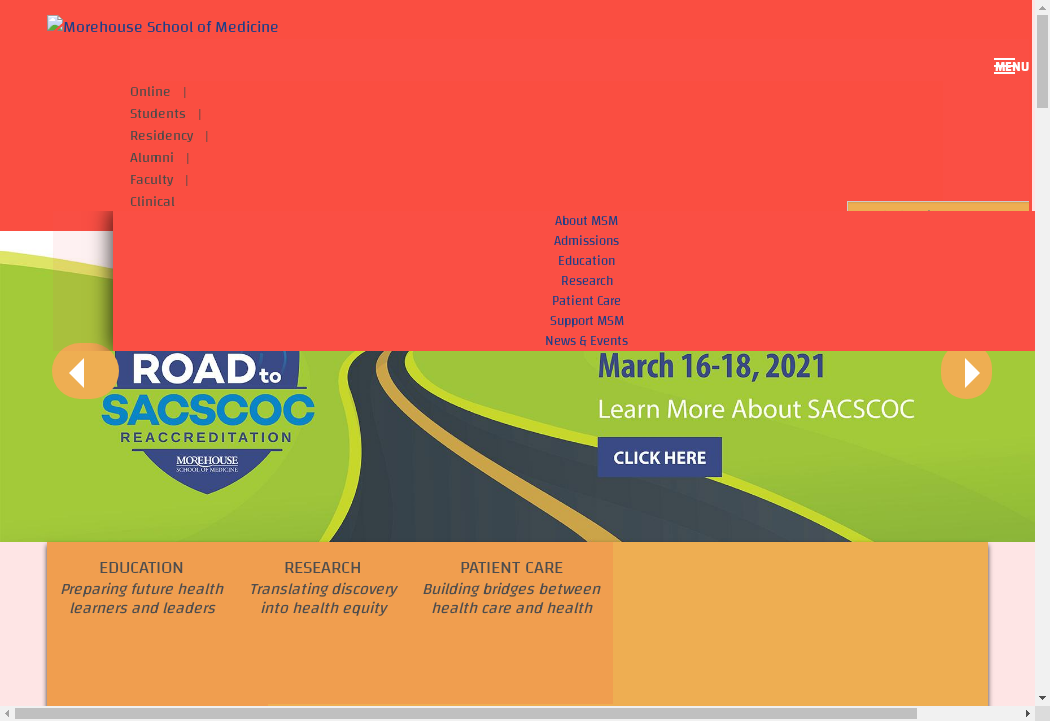 Morehouse School of Medicine
MENU
Online |
Students |
Residency |
Alumni |
Faculty |
Clinical
About MSM
Admissions
Education
Research
Patient Care
Support MSM
News & Events
ROAD to
SACSCOC
REACCREDITATION
MOREHOUSE
SCHOOL OF MEDICINE
March 16-18, 2021
Learn More About SACSCOC
CLICK HERE
EDUCATION
Preparing future health
learners and leaders
RESEARCH
Translating discovery
into health equity
PATIENT CARE
Building bridges between
health care and health